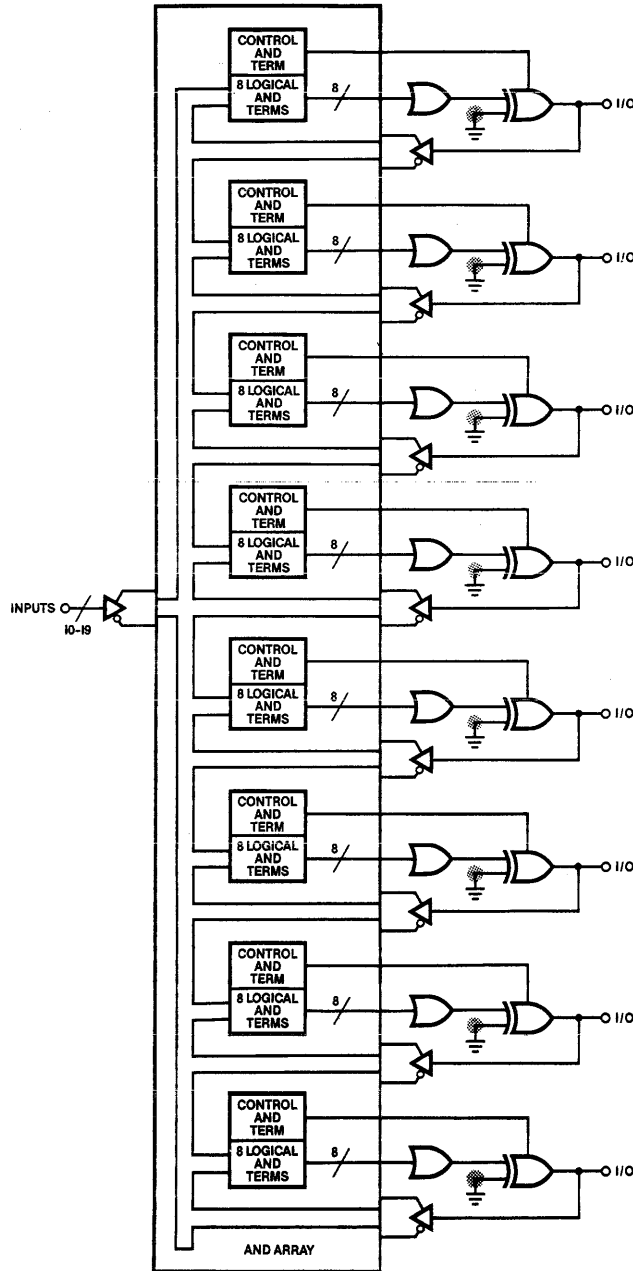 CONTROL
AND
TERM
8 LOGICAL
AND
TERMS
8
I/O
CONTROL
AND
TERM
8 LOGICAL
AND
TERMS
8
I/O
CONTROL
AND
TERM
8 LOGICAL
AND
TERMS
8
I/O
CONTROL
AND
TERM
8 LOGICAL
AND
TERMS
8
I/O
INPUTS
10-19
CONTROL
AND
TERM
8 LOGICAL
AND
TERMS
8
I/O
CONTROL
AND
TERM
8 LOGICAL
AND
TERMS
8
I/O
CONTROL
AND
TERM
8 LOGICAL
AND
TERMS
8
I/O
CONTROL
AND
TERM
8 LOGICAL
AND
TERMS
8
I/O
AND ARRAY